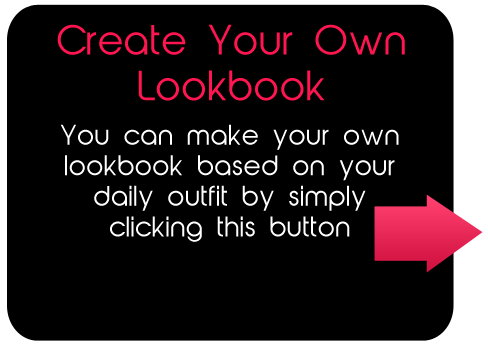 Create Your Own
Lookbook
You can make your own
lookbook based on your
daily outfit by simply
clicking this button